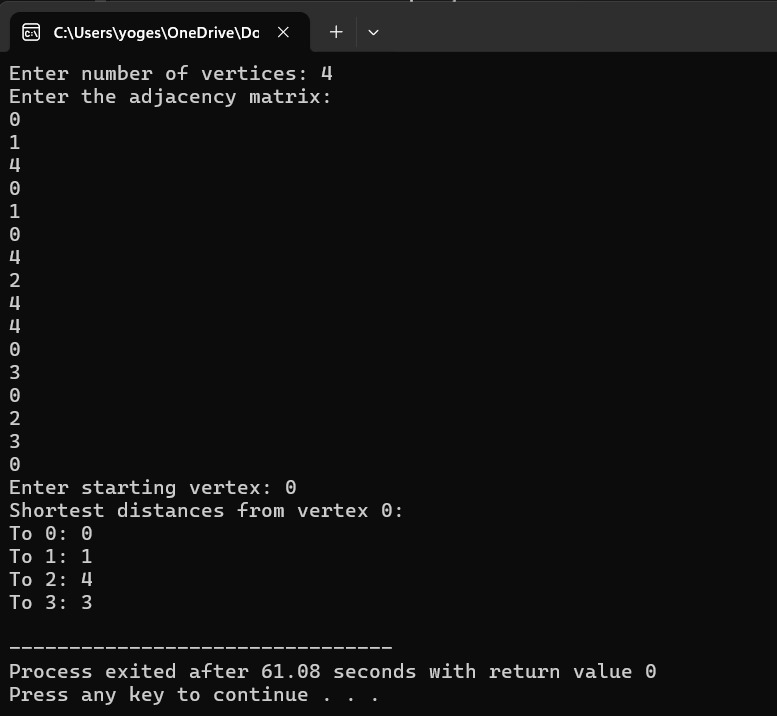 C:\Users\yoges\OneDrive\Do
Enter number of vertices: 4
Enter the adjacency matrix:
0
1
4
0
1
0
4
2
4
4
0
3
0
2
3
0
Enter starting vertex: 0
Shortest distances from vertex 0:
To 0: 0
To 1: 1
To 2: 4
To 3: 3
--------------------------------
Process exited after 61.08 seconds with return value 0
Press any key to continue . . .